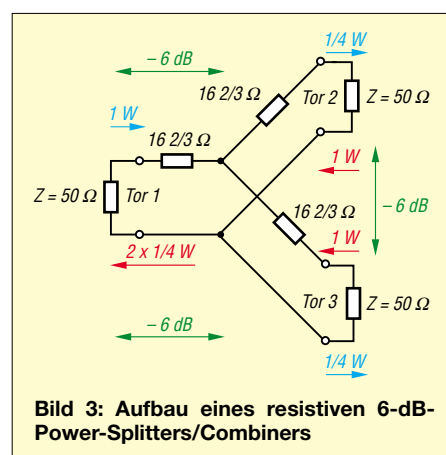 1/4 W
– 6 dB
16 2/3 Ω
Tor 2
Z = 50 Ω
1 W
16 2/3 Ω
1 W
– 6 dB
Z = 50 Ω
Tor 1
16 2/3 Ω
1 W
2 x 1/4 W
Tor 3
Z = 50 Ω
– 6 dB
1/4 W
Bild 3: Aufbau eines resistiven 6-dB-
Power-Splitters/Combiners